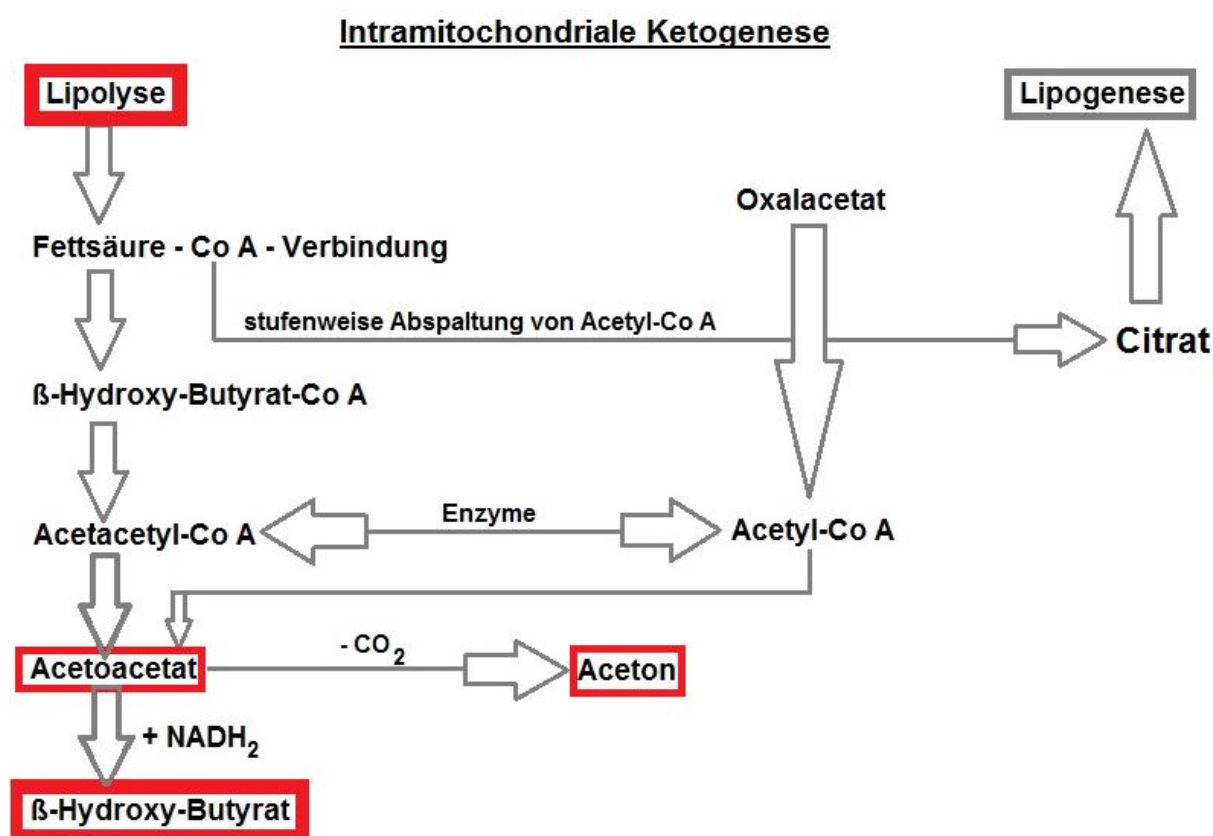 Intramitochondriale Ketogenese
Lipolyse
Lipogenese
Oxalacetat
Fettsäure - Co A - Verbindung
stufenweise Abspaltung von Acetyl-Co A
Citrat
ß-Hydroxy-Butyrat-Co A
Enzyme
Acetacetyl-Co A
Acetyl-Co A
- CO2
Acetoacetat
Aceton
+ NADH2
ß-Hydroxy-Butyrat